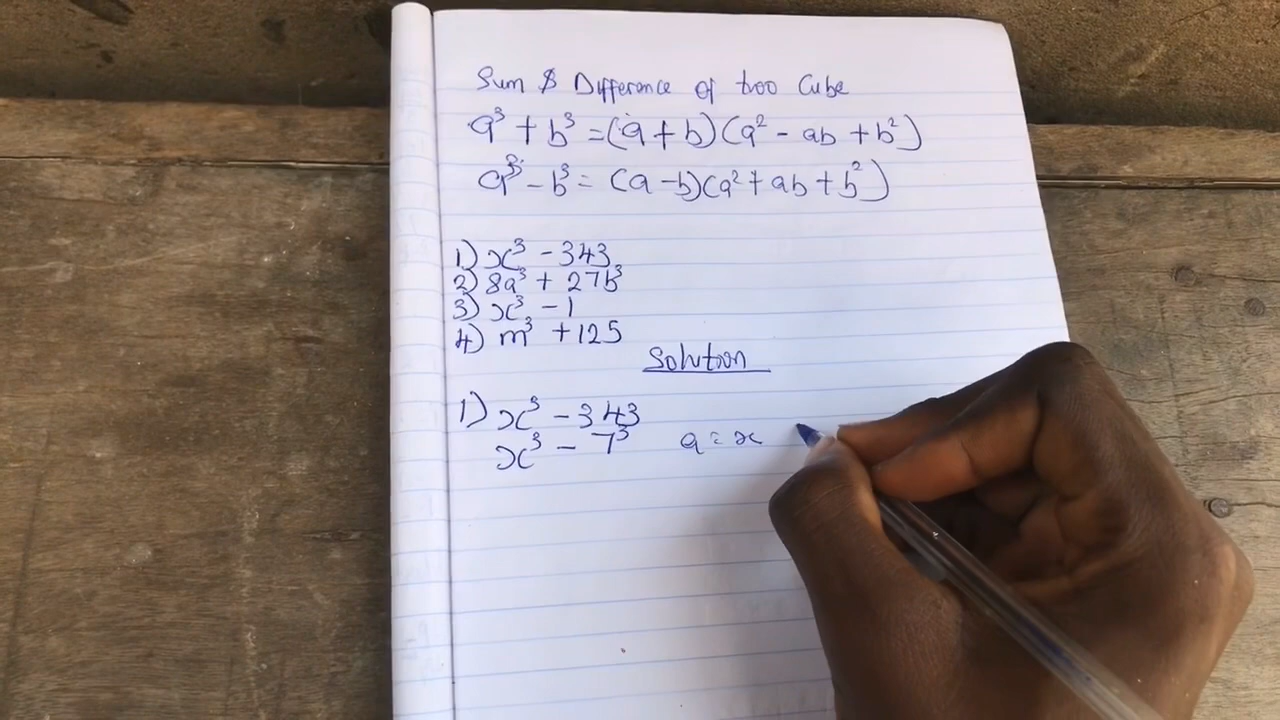 Sum $ Difference of two Cube
a³ + b³ = (a + b)(a² - ab + b²)
a³ - b³ = (a - b)(a² + ab + b²)
1) x³ - 343
2) 8a³ + 27b³
3) x³ - 1
4) m³ + 125
Solution
1) x³ - 343
x³ - 7³ a = x